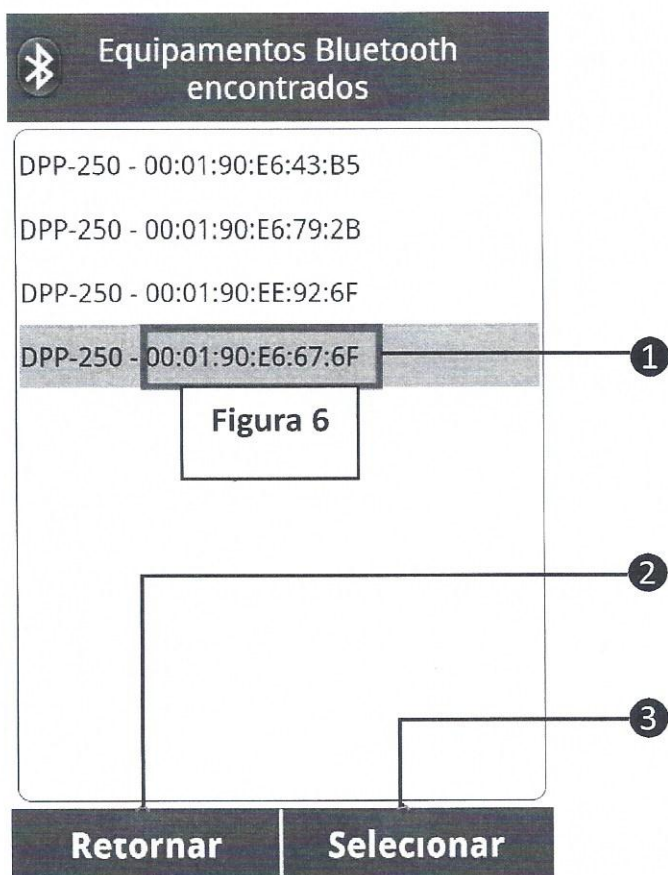 Equipamentos Bluetooth
encontrados
DPP-250 - 00:01:90:E6:43:B5
DPP-250 - 00:01:90:E6:79:2B
DPP-250 - 00:01:90:EE:92:6F
DPP-250 - 00:01:90:E6:67:6F
1
Figura 6
2
3
Retornar
Selecionar